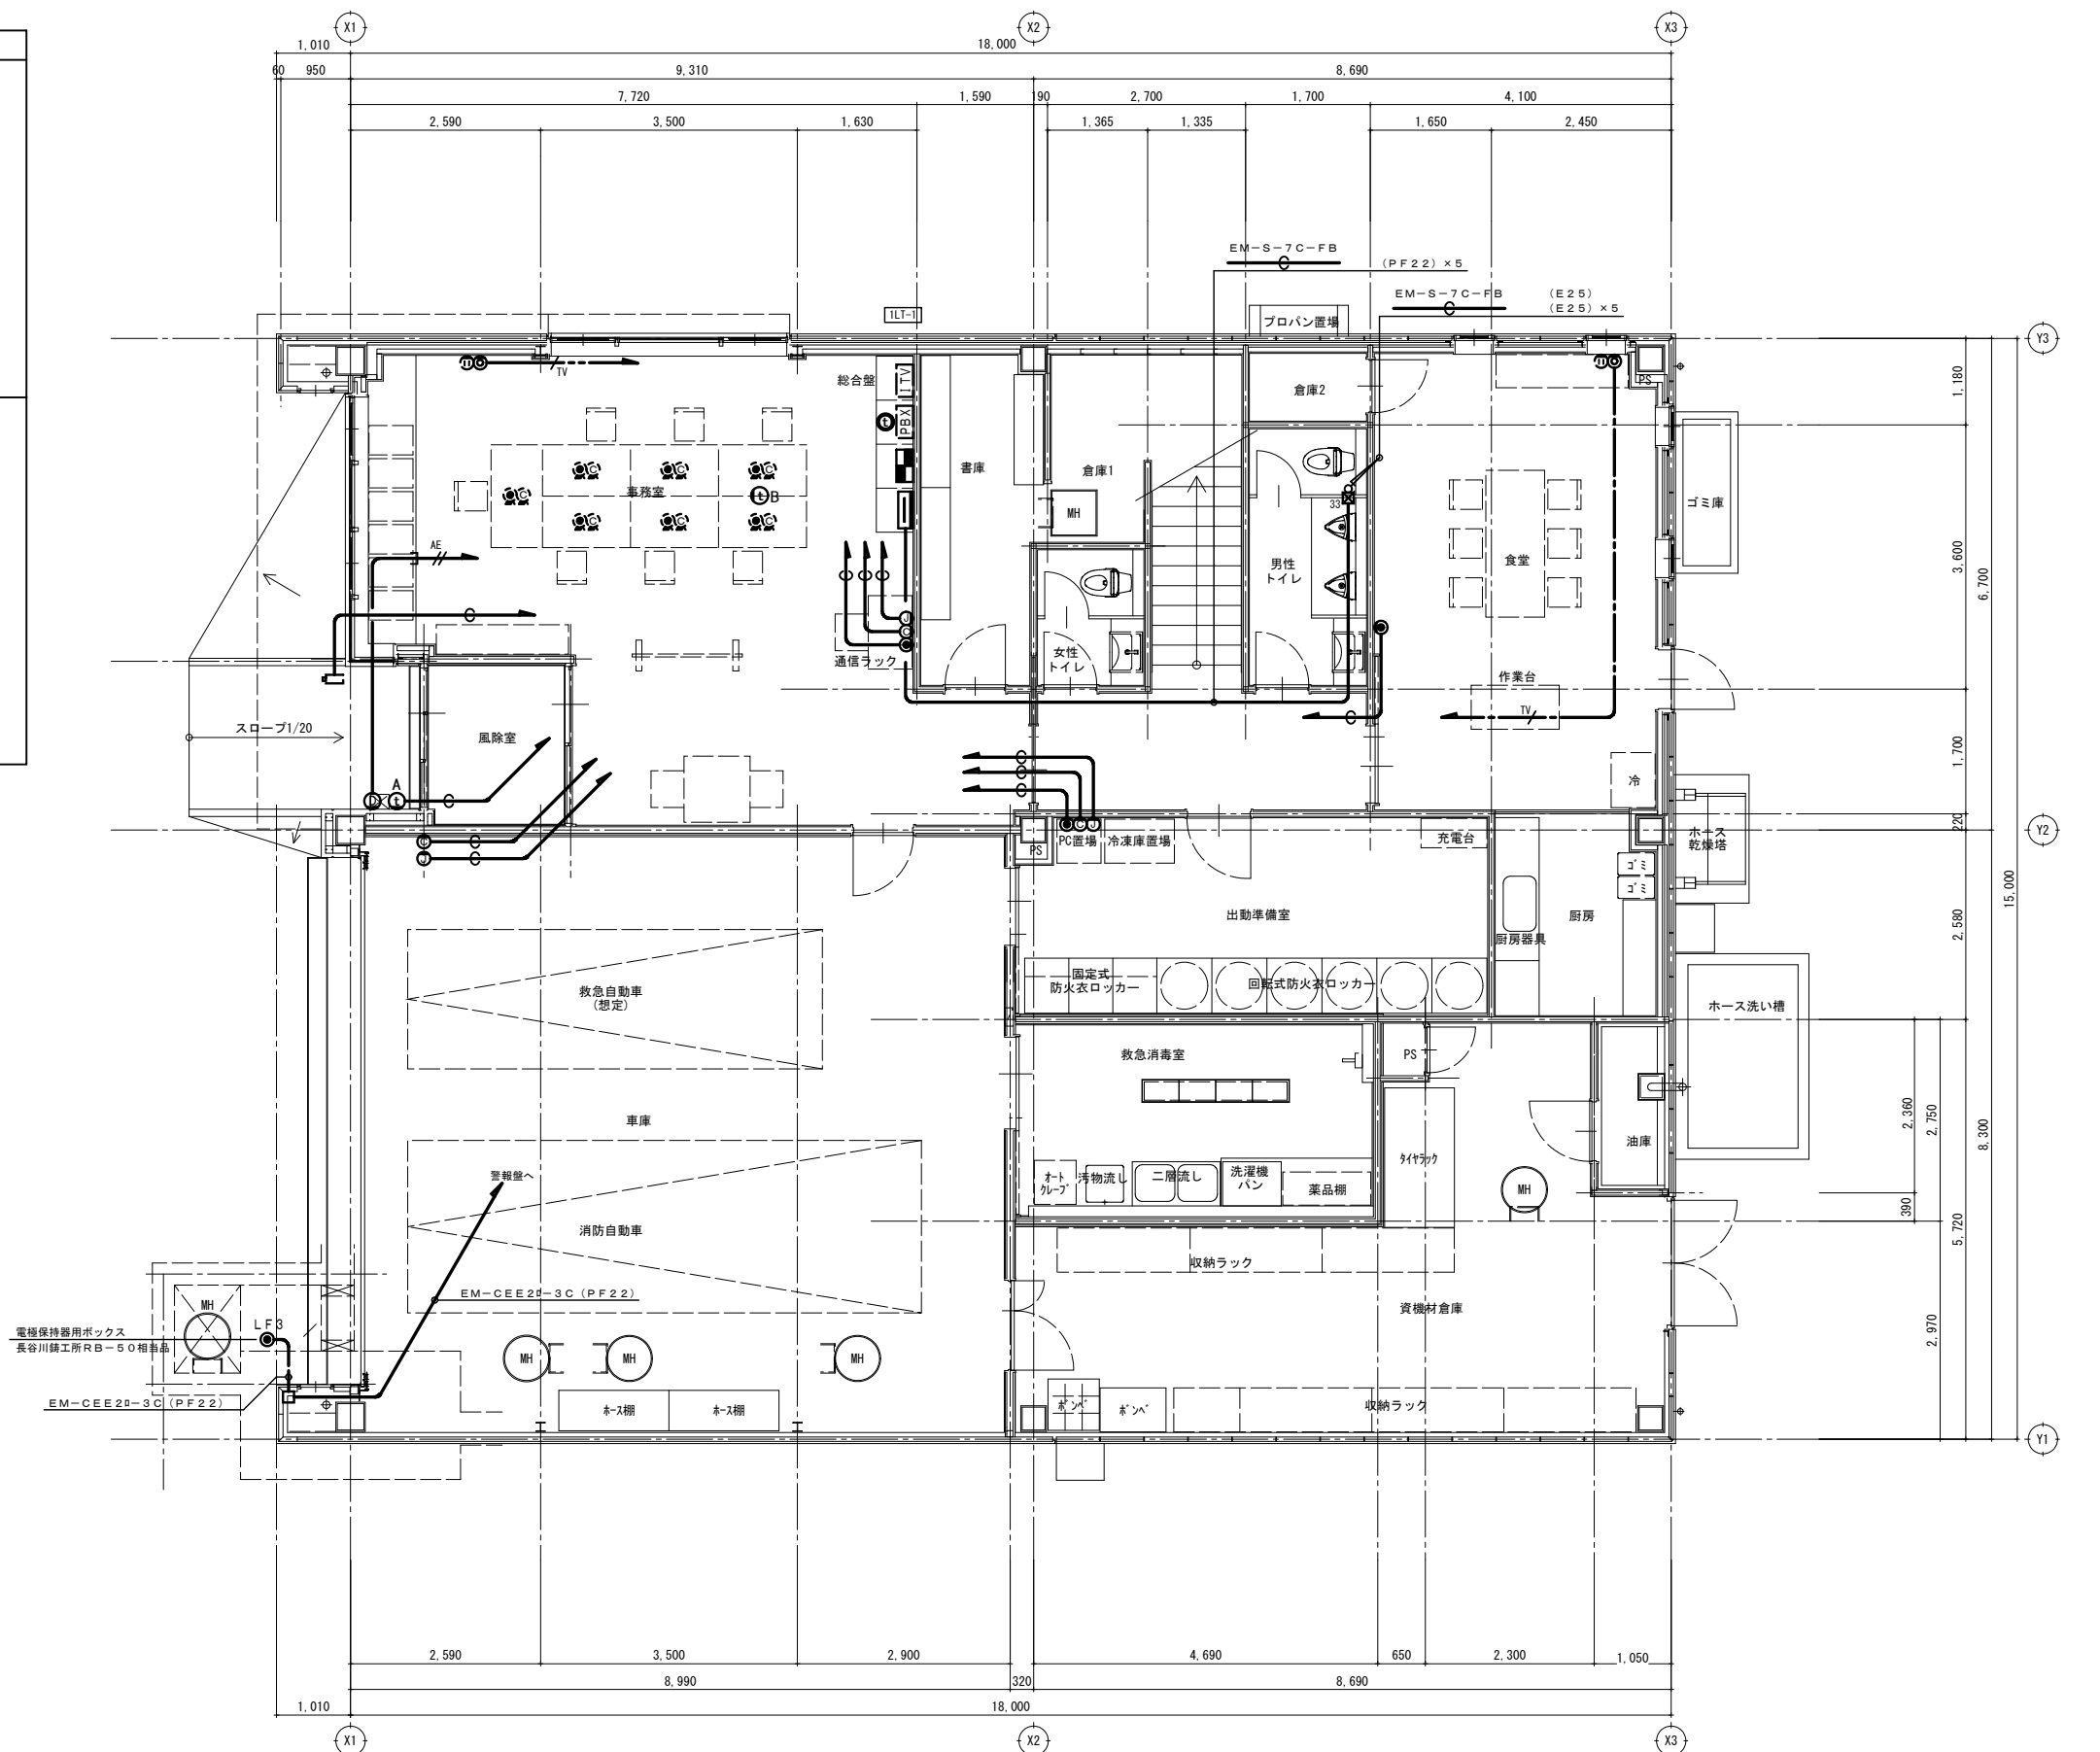 X1
X2
X3
1,010
18,000
60
950
9,310
8,690
7,720
1,590
190
2,700
1,700
4,100
2,590
3,500
1,630
1,365
1,335
1,650
2,450
EM-S-7C-FB
(PF22)×5
EM-S-7C-FB
(E25)
(E25)×5
1LT-1
プロパン置場
Y3
TV
総合盤
ITV
PBX
t
書庫
倉庫1
倉庫2
PS
1,180
事務室
t B
MH
33
ゴミ庫
AE
男性
トイレ
食堂
3,600
6,700
J
C
通信ラック
女性
トイレ
作業台
TV
スロープ1/20
風除室
1,700
冷
A
t
C
J
PS
PC置場
冷凍庫置場
充電台
220
Y2
ホース
乾燥塔
ゴミ
ゴミ
15,000
出動準備室
厨房
厨房器具
2,580
救急自動車
(想定)
固定式
防火衣ロッカー
回転式防火衣ロッカー
ホース洗い槽
救急消毒室
PS
車庫
油庫
2,360
2,750
8,300
警報盤へ
オート
クレーブ
汚物流し
二層流し
洗濯機
パン
薬品棚
タイヤラック
MH
390
5,720
消防自動車
収納ラック
EM-CEE2ロ-3C(PF22)
資機材倉庫
MH
LF3
電極保持器用ボックス
長谷川鋳工所RB-50相当品
MH
MH
MH
2,970
EM-CEE2ロ-3C(PF22)
ホース棚
ホース棚
ボンベ
ボンベ
収納ラック
Y1
2,590
3,500
2,900
4,690
650
2,300
1,050
8,990
320
8,690
1,010
18,000
X1
X2
X3